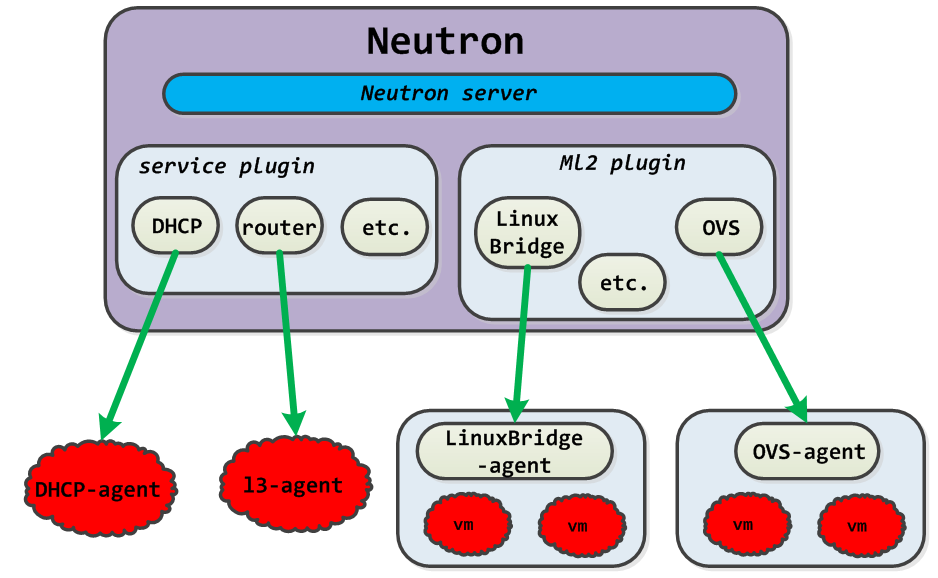 Neutron
Neutron server
service plugin
Ml2 plugin
DHCP
router
etc.
Linux
Bridge
OVS
etc.
DHCP-agent
l3-agent
LinuxBridge
-agent
OVS-agent
vm
vm
vm
vm